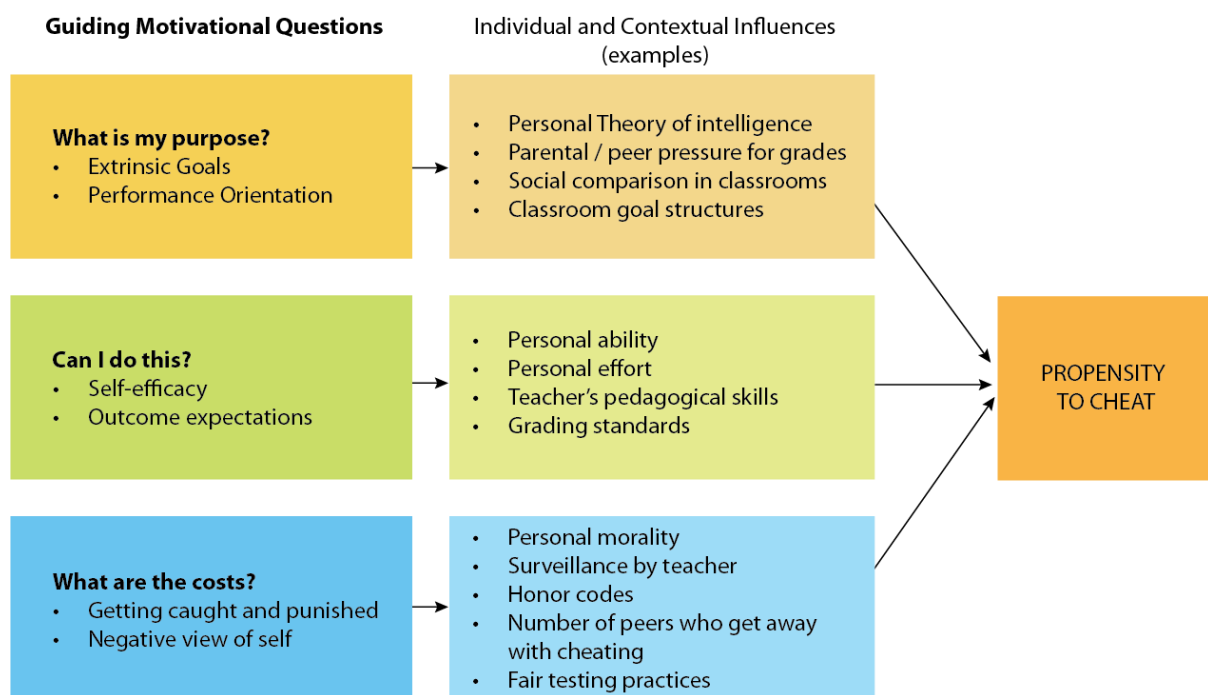 Guiding Motivational Questions
Individual and Contextual Influences
(examples)
What is my purpose?
• Extrinsic Goals
• Performance Orientation
• Personal Theory of intelligence
• Parental / peer pressure for grades
• Social comparison in classrooms
• Classroom goal structures
Can I do this?
• Self-efficacy
• Outcome expectations
• Personal ability
• Personal effort
• Teacher’s pedagogical skills
• Grading standards
What are the costs?
• Getting caught and punished
• Negative view of self
• Personal morality
• Surveillance by teacher
• Honor codes
• Number of peers who get away
with cheating
• Fair testing practices
PROPENSITY
TO CHEAT